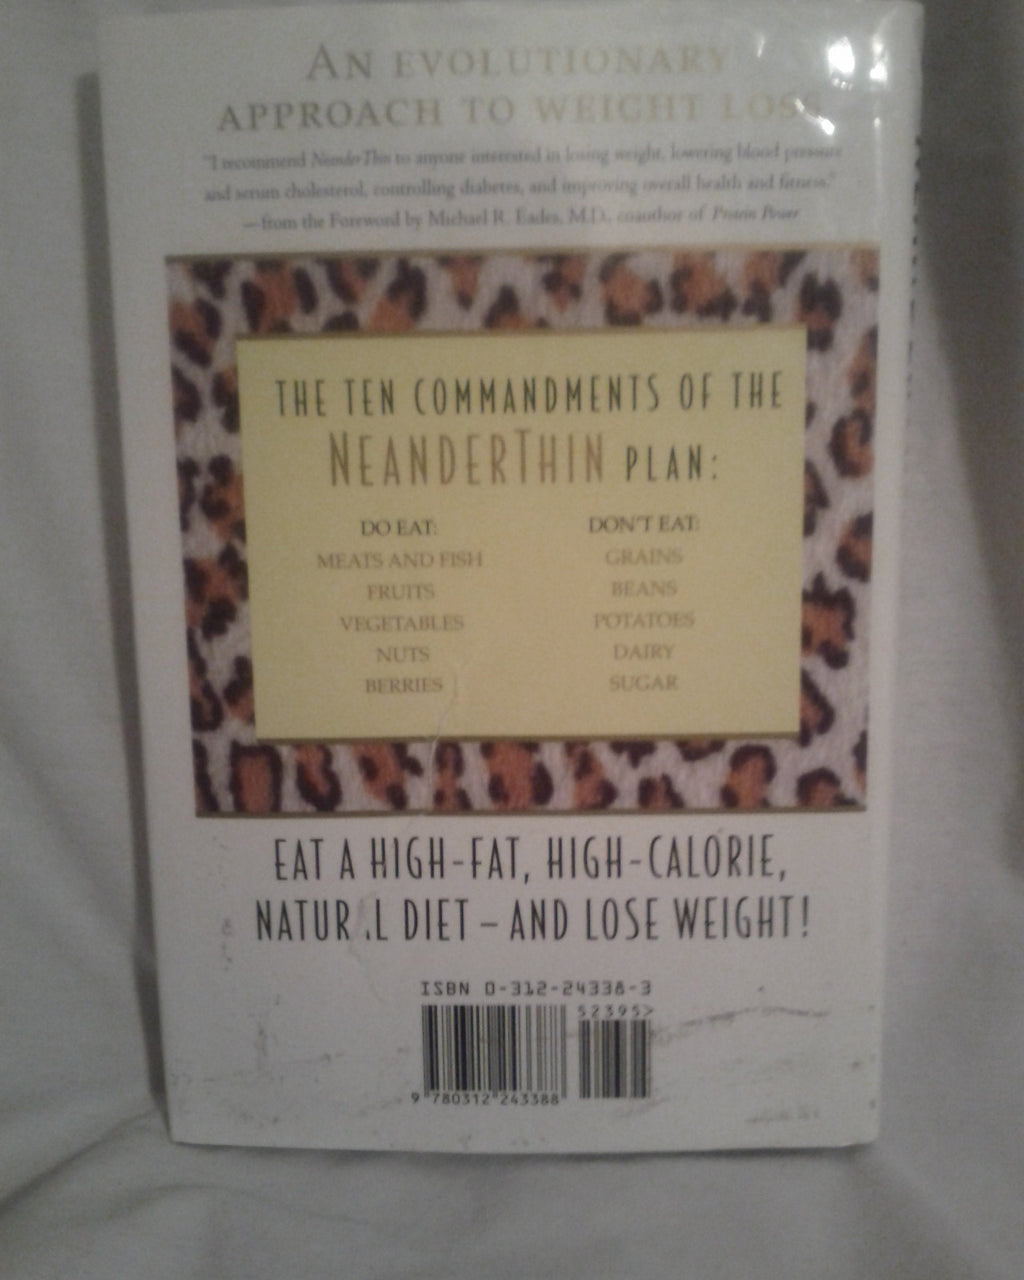 AN EVOLUTIONARY
APPROACH TO WEIGHT LOSS
"I recommend NeanderThin to anyone interested in losing weight, lowering blood pressure
and serum cholesterol, controlling diabetes, and improving overall health and fitness."
—from the Foreword by Michael R. Eades, M.D., coauthor of Protein Power
THE TEN COMMANDMENTS OF THE
NEANDERTHIN PLAN:
DO EAT:
MEATS AND FISH
FRUITS
VEGETABLES
NUTS
BERRIES
DON'T EAT:
GRAINS
BEANS
POTATOES
DAIRY
SUGAR
EAT A HIGH-FAT, HIGH-CALORIE,
NATURAL DIET – AND LOSE WEIGHT!
ISBN 0-312-24338-3
52395>
9 780312 243388